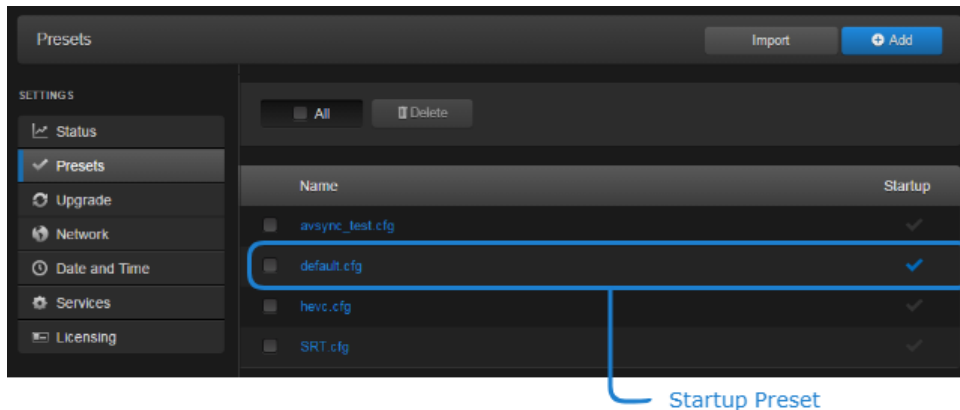 Presets
Import
Add
SETTINGS
All
Delete
Status
Presets
Upgrade
Network
Date and Time
Services
Licensing
Name Startup
avsync_test.cfg
default.cfg
hevc.cfg
SRT.cfg
Startup Preset